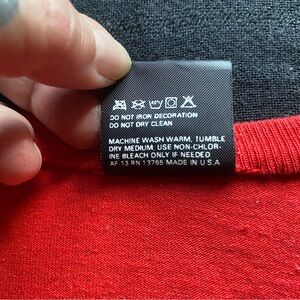 DO NOT IRON DECORATION
DO NOT DRY CLEAN
MACHINE WASH WARM, TUMBLE
DRY MEDIUM. USE NON-CHLOR-
INE BLEACH ONLY IF NEEDED
AF 13 RN 13765 MADE IN U.S.A